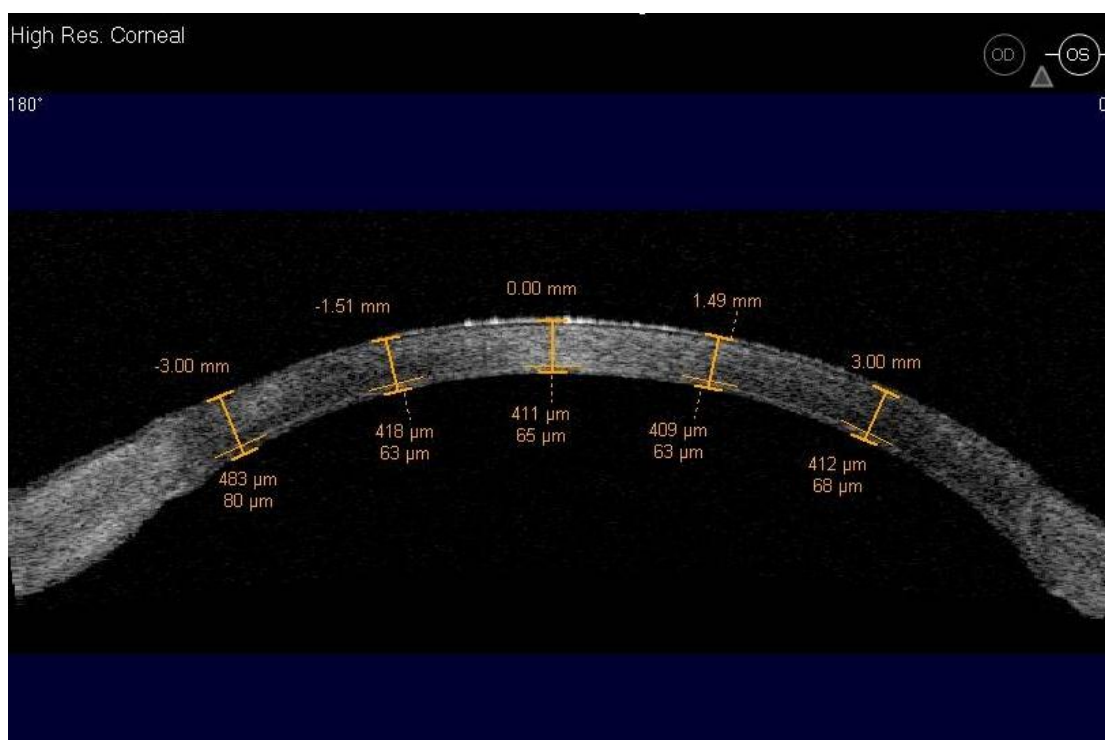 High Res. Corneal
OD
OS
180°
0.00 mm
-1.51 mm
1.49 mm
-3.00 mm
3.00 mm
411 µm
65 µm
418 µm
63 µm
409 µm
63 µm
412 µm
68 µm
483 µm
80 µm